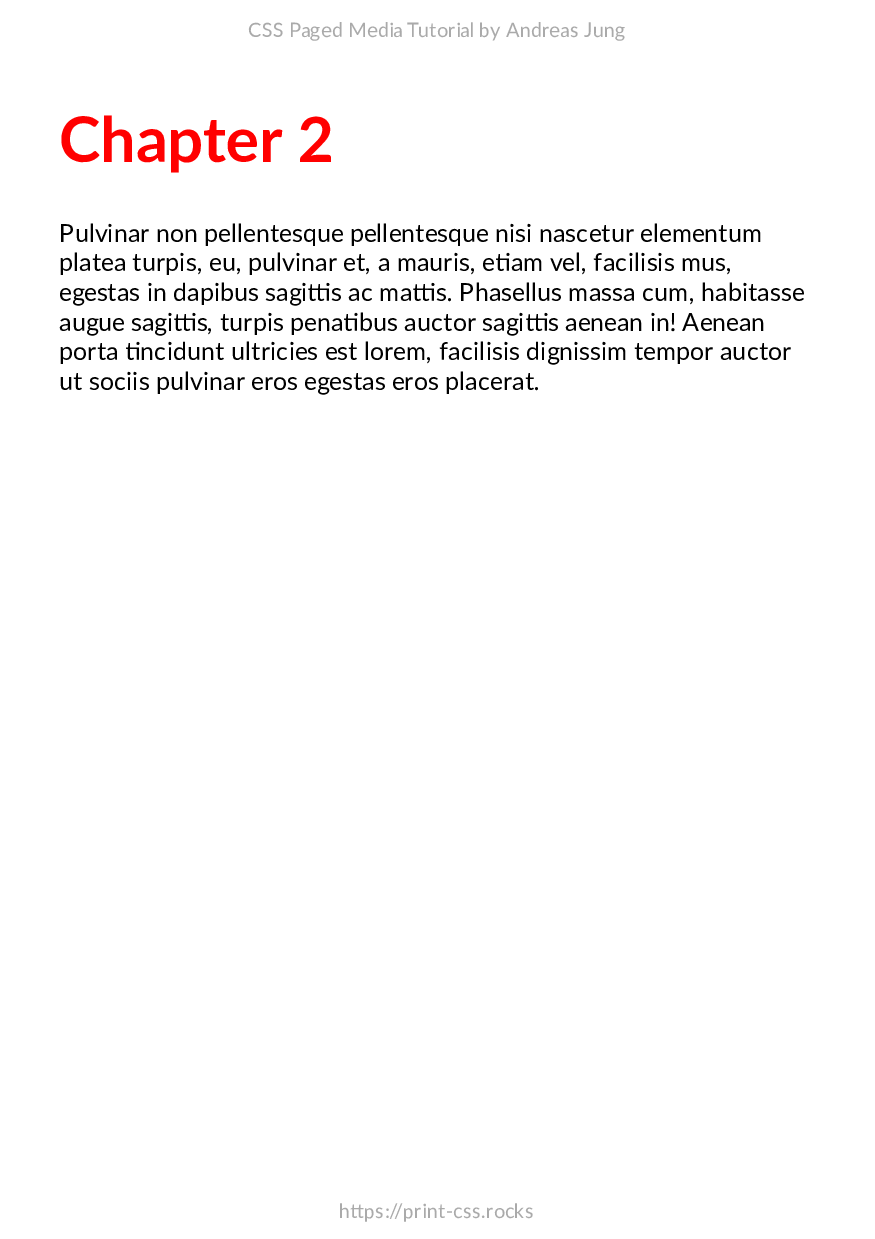 CSS Paged Media Tutorial by Andreas Jung
Chapter 2
Pulvinar non pellentesque pellentesque nisi nascetur elementum
platea turpis, eu, pulvinar et, a mauris, etiam vel, facilisis mus,
egestas in dapibus sagittis ac mattis. Phasellus massa cum, habitasse
augue sagittis, turpis penatibus auctor sagittis aenean in! Aenean
porta tincidunt ultricies est lorem, facilisis dignissim tempor auctor
ut sociis pulvinar eros egestas eros placerat.
https://print-css.rocks